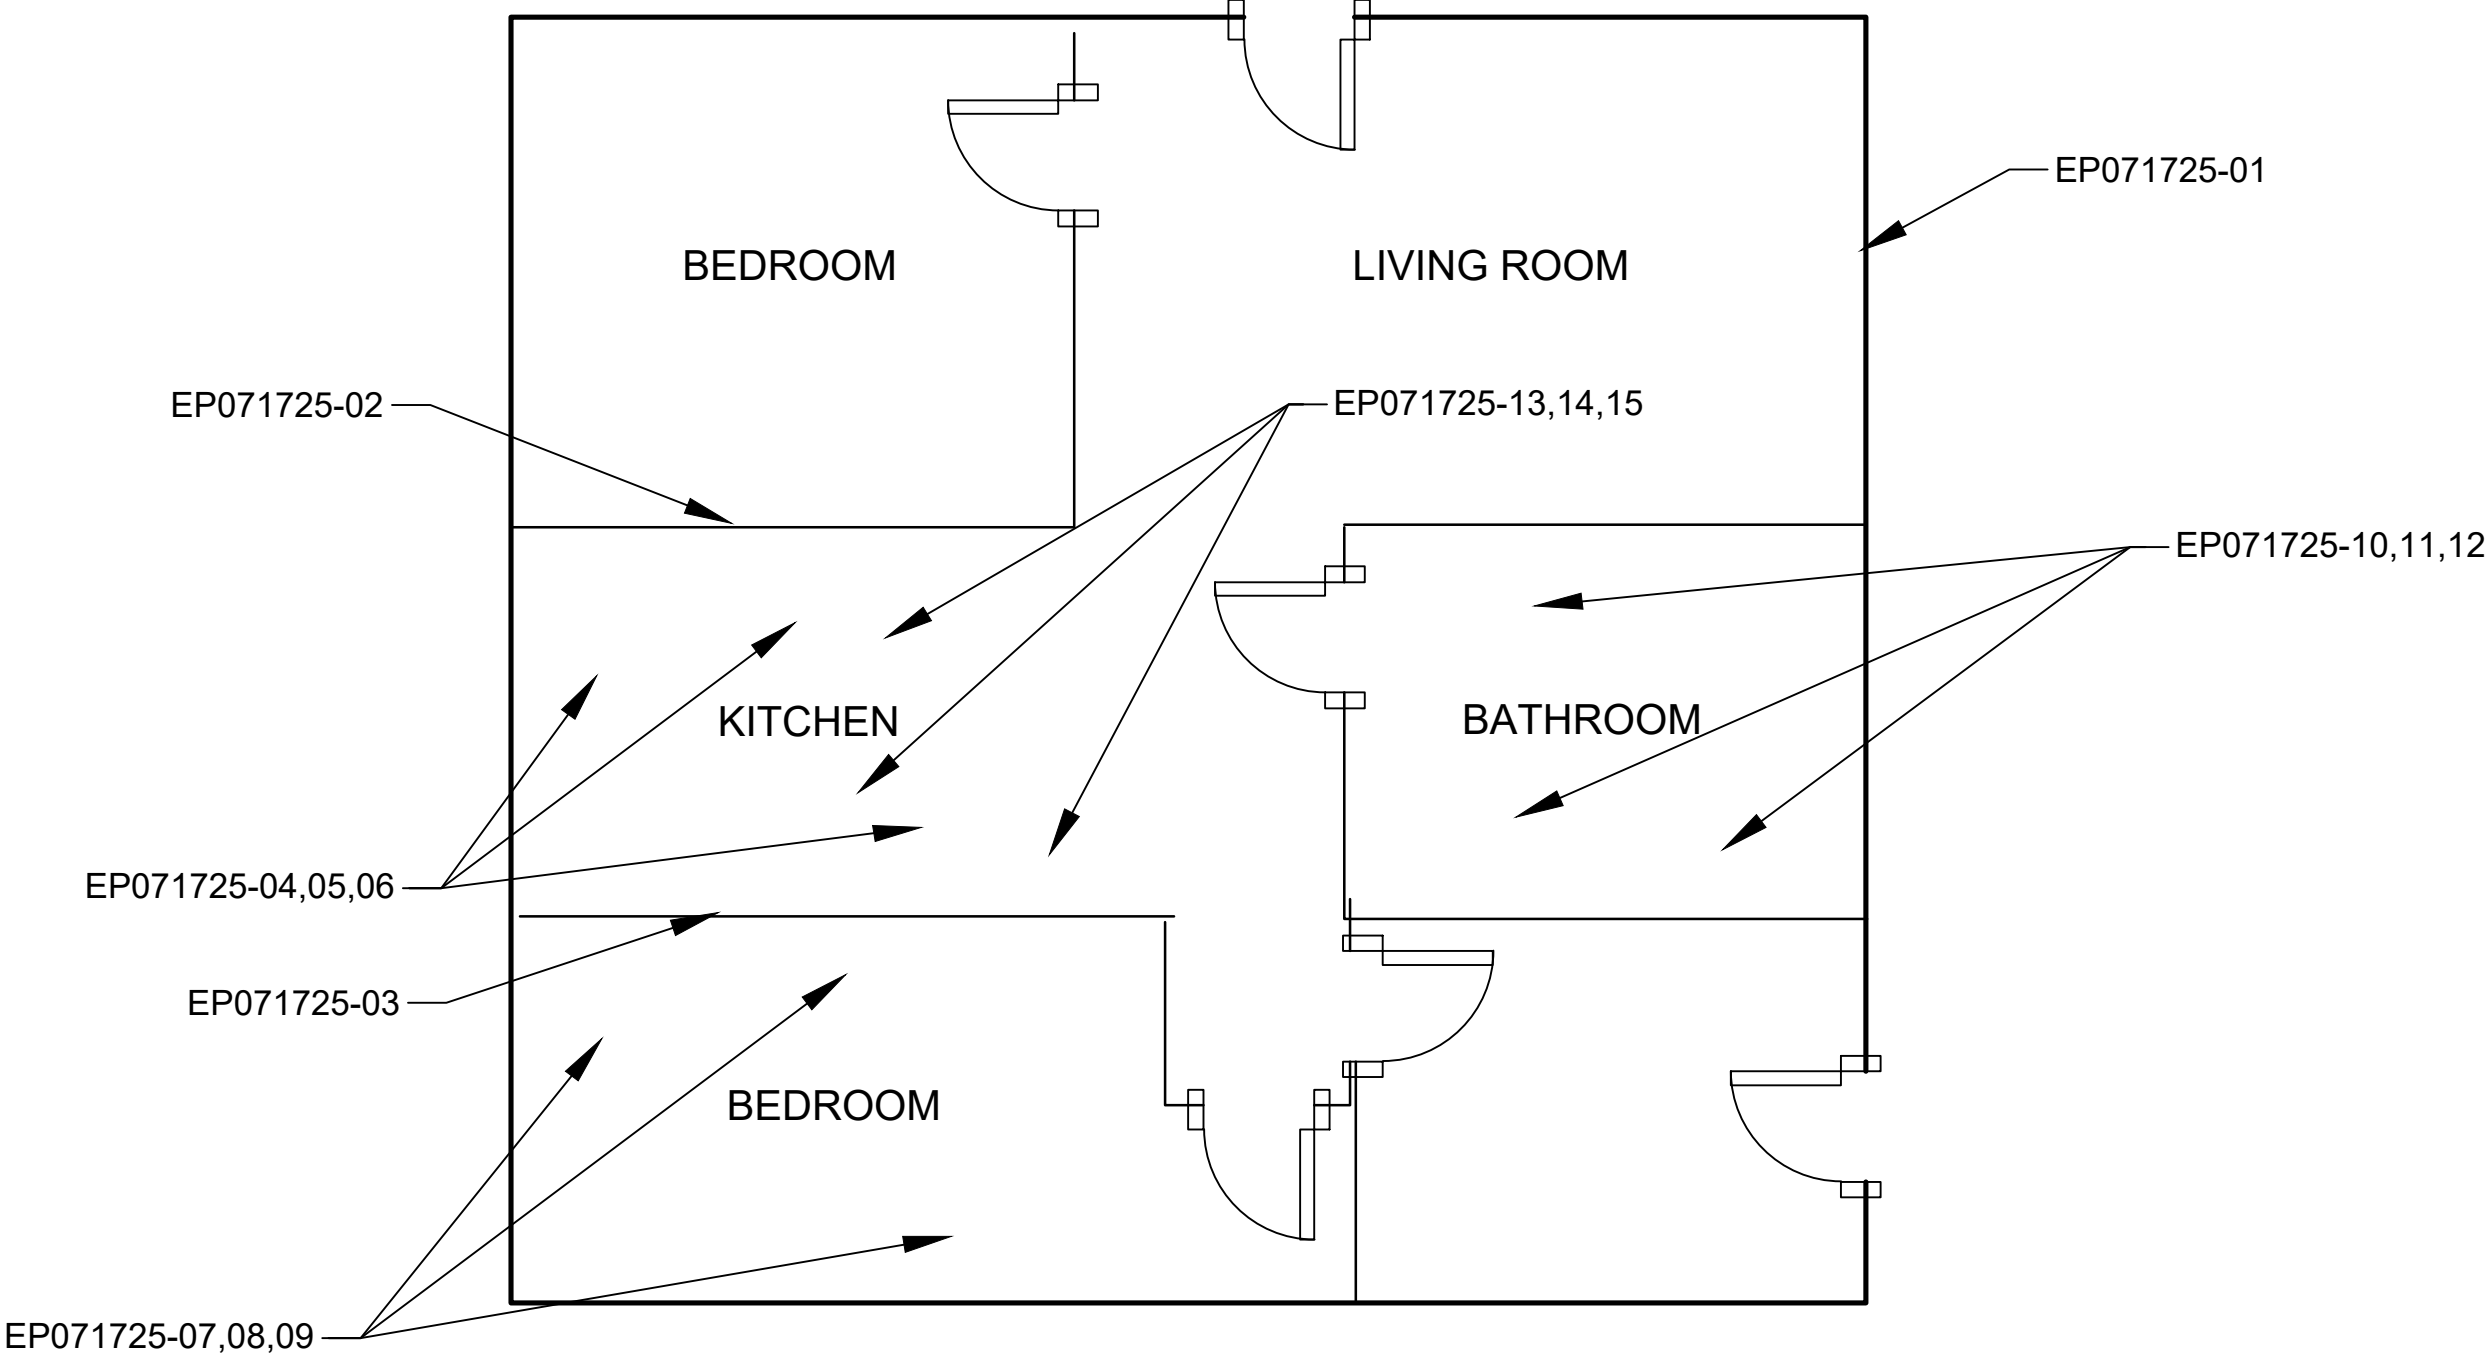 EP071725-01
BEDROOM
LIVING ROOM
EP071725-02
EP071725-13,14,15
EP071725-10,11,12
KITCHEN
BATHROOM
EP071725-04,05,06
EP071725-03
BEDROOM
EP071725-07,08,09